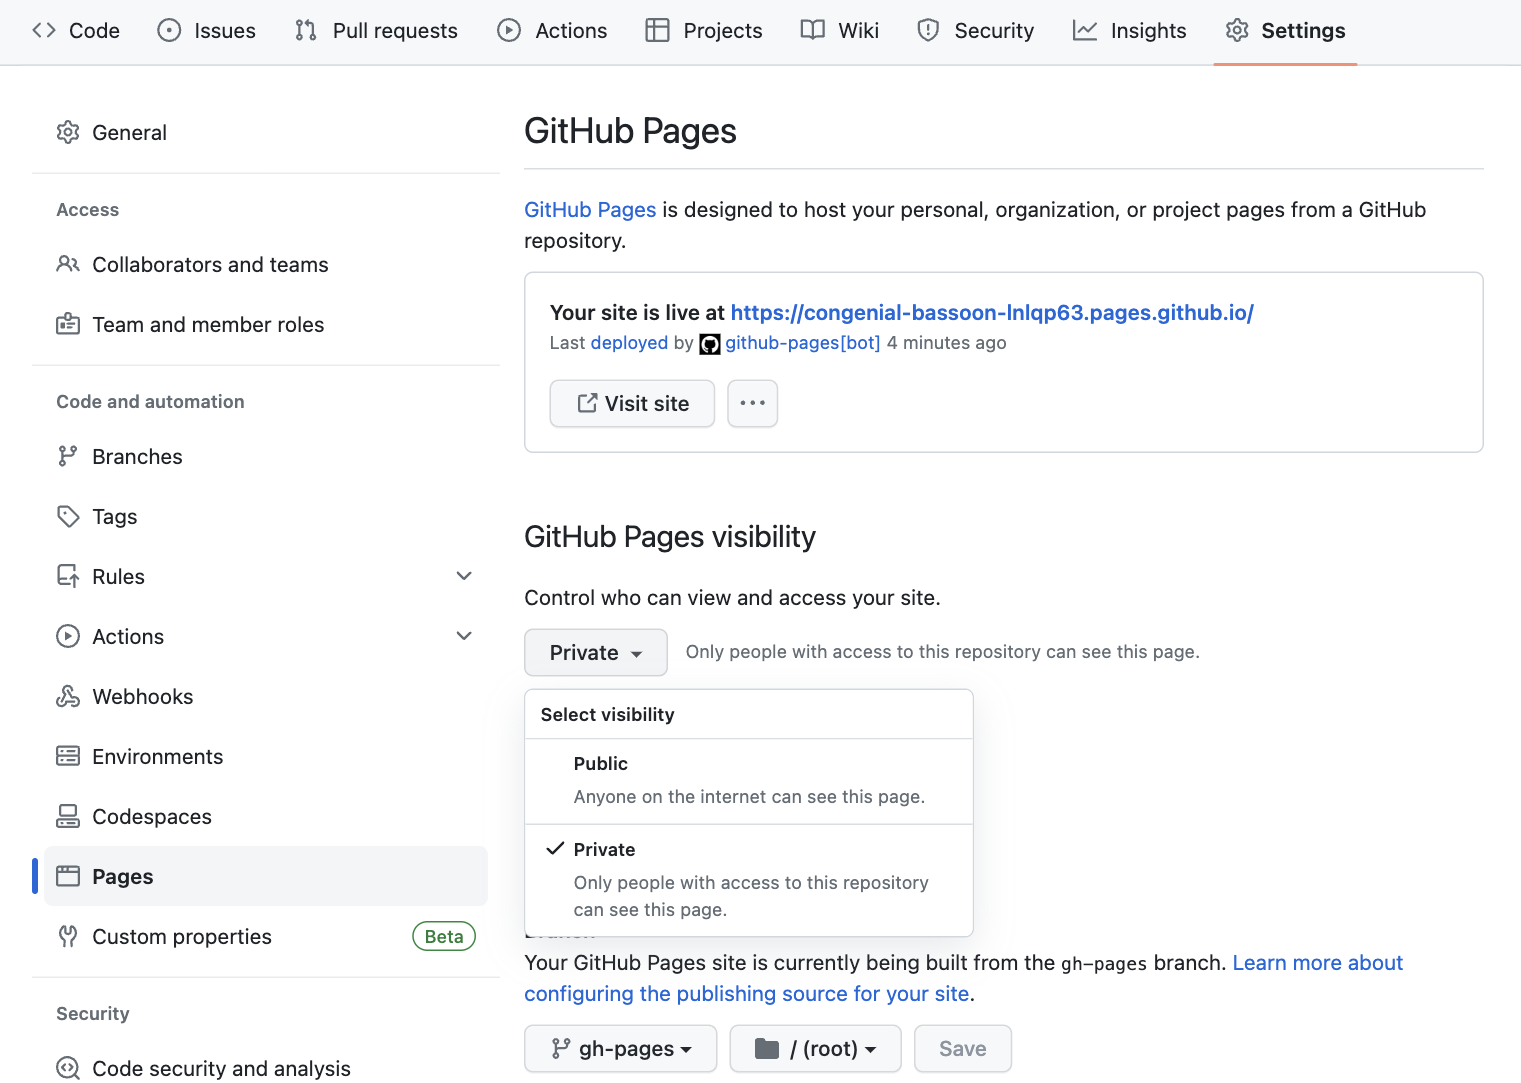 Code Issues Pull requests Actions Projects Wiki Security Insights Settings
General
Access
Collaborators and teams
Team and member roles
Code and automation
Branches
Tags
Rules
Actions
Webhooks
Environments
Codespaces
Pages
Custom properties Beta
Security
Code security and analysis
GitHub Pages
GitHub Pages is designed to host your personal, organization, or project pages from a GitHub
repository.
Your site is live at https://congenial-bassoon-lnlqp63.pages.github.io/
Last deployed by github-pages[bot] 4 minutes ago
Visit site ...
GitHub Pages visibility
Control who can view and access your site.
Private Only people with access to this repository can see this page.
Select visibility
Public
Anyone on the internet can see this page.
Private
Only people with access to this repository
can see this page.
Your GitHub Pages site is currently being built from the gh-pages branch. Learn more about
configuring the publishing source for your site.
gh-pages / (root) Save